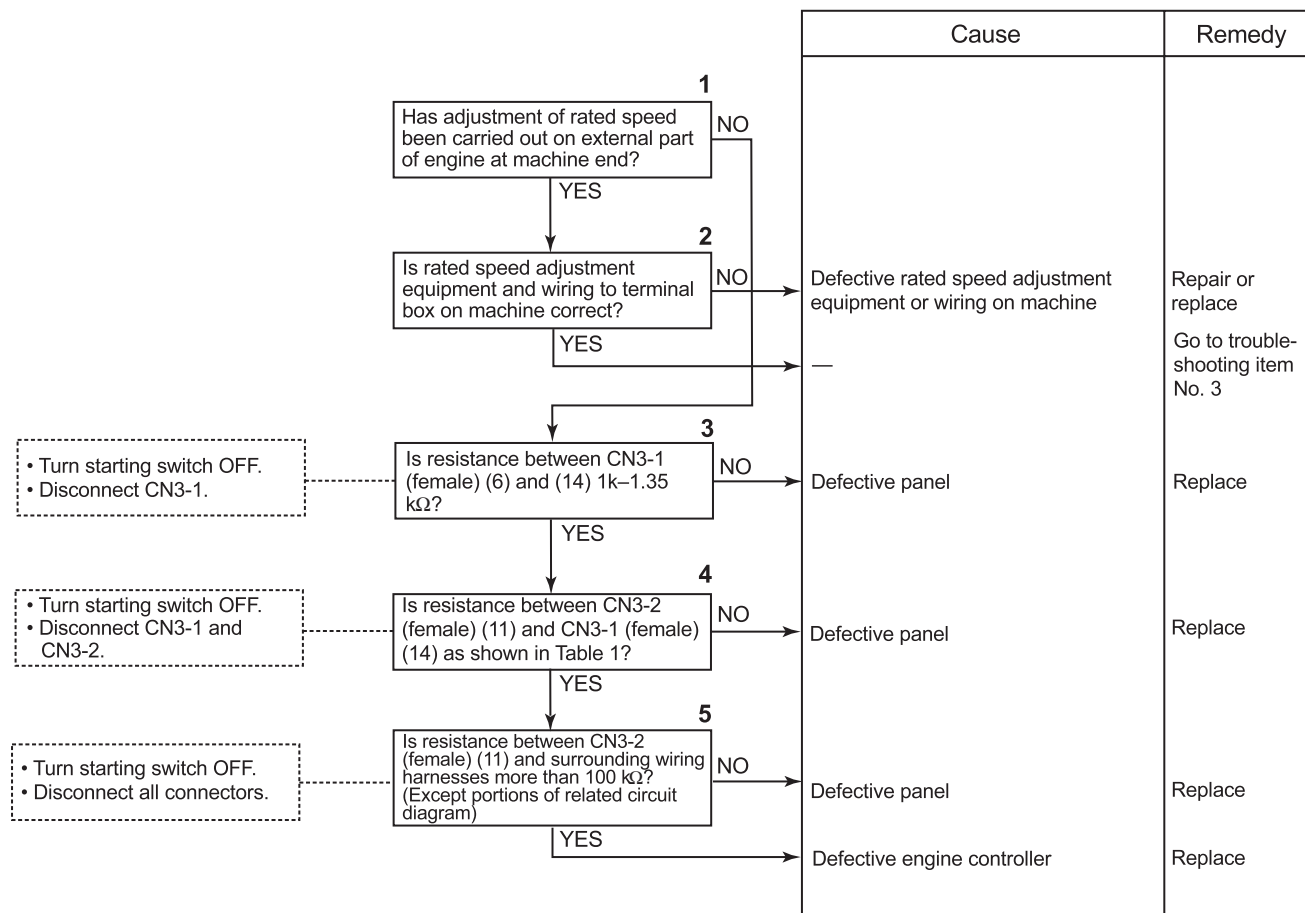 Cause
Remedy
1
Has adjustment of rated speed
been carried out on external part
of engine at machine end?
NO
YES
2
Is rated speed adjustment
equipment and wiring to terminal
box on machine correct?
NO
Defective rated speed adjustment
equipment or wiring on machine
Repair or
replace
YES
—
Go to trouble-
shooting item
No. 3
3
• Turn starting switch OFF.
• Disconnect CN3-1.
Is resistance between CN3-1
(female) (6) and (14) 1k–1.35
kΩ?
NO
Defective panel
Replace
YES
4
• Turn starting switch OFF.
• Disconnect CN3-1 and
CN3-2.
Is resistance between CN3-2
(female) (11) and CN3-1 (female)
(14) as shown in Table 1?
NO
Defective panel
Replace
YES
5
• Turn starting switch OFF.
• Disconnect all connectors.
Is resistance between CN3-2
(female) (11) and surrounding wiring
harnesses more than 100 kΩ?
(Except portions of related circuit
diagram)
NO
Defective panel
Replace
YES
Defective engine controller
Replace